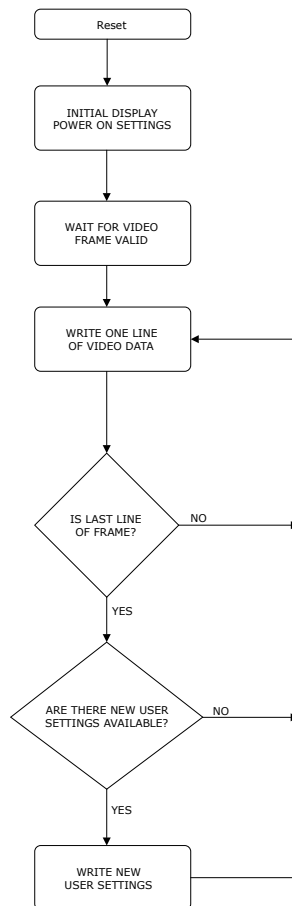 Reset
INITIAL DISPLAY
POWER ON SETTINGS
WAIT FOR VIDEO
FRAME VALID
WRITE ONE LINE
OF VIDEO DATA
IS LAST LINE
OF FRAME?
NO
YES
ARE THERE NEW USER
SETTINGS AVAILABLE?
NO
YES
WRITE NEW
USER SETTINGS